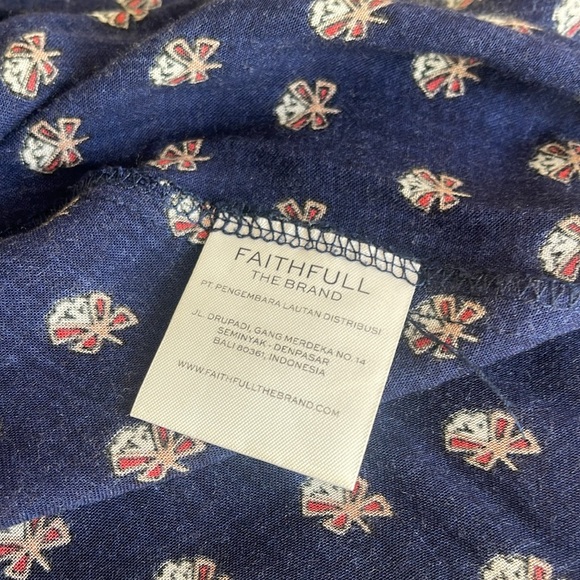 FAITHFULL
THE BRAND
PT. PENGEMBARA LAUTAN DISTRIBUSI
JL. DRUPADI, GANG MERDEKA NO. 14
SEMINYAK - DENPASAR
BALI 80361, INDONESIA
WWW.FAITHFULLTHEBRAND.COM